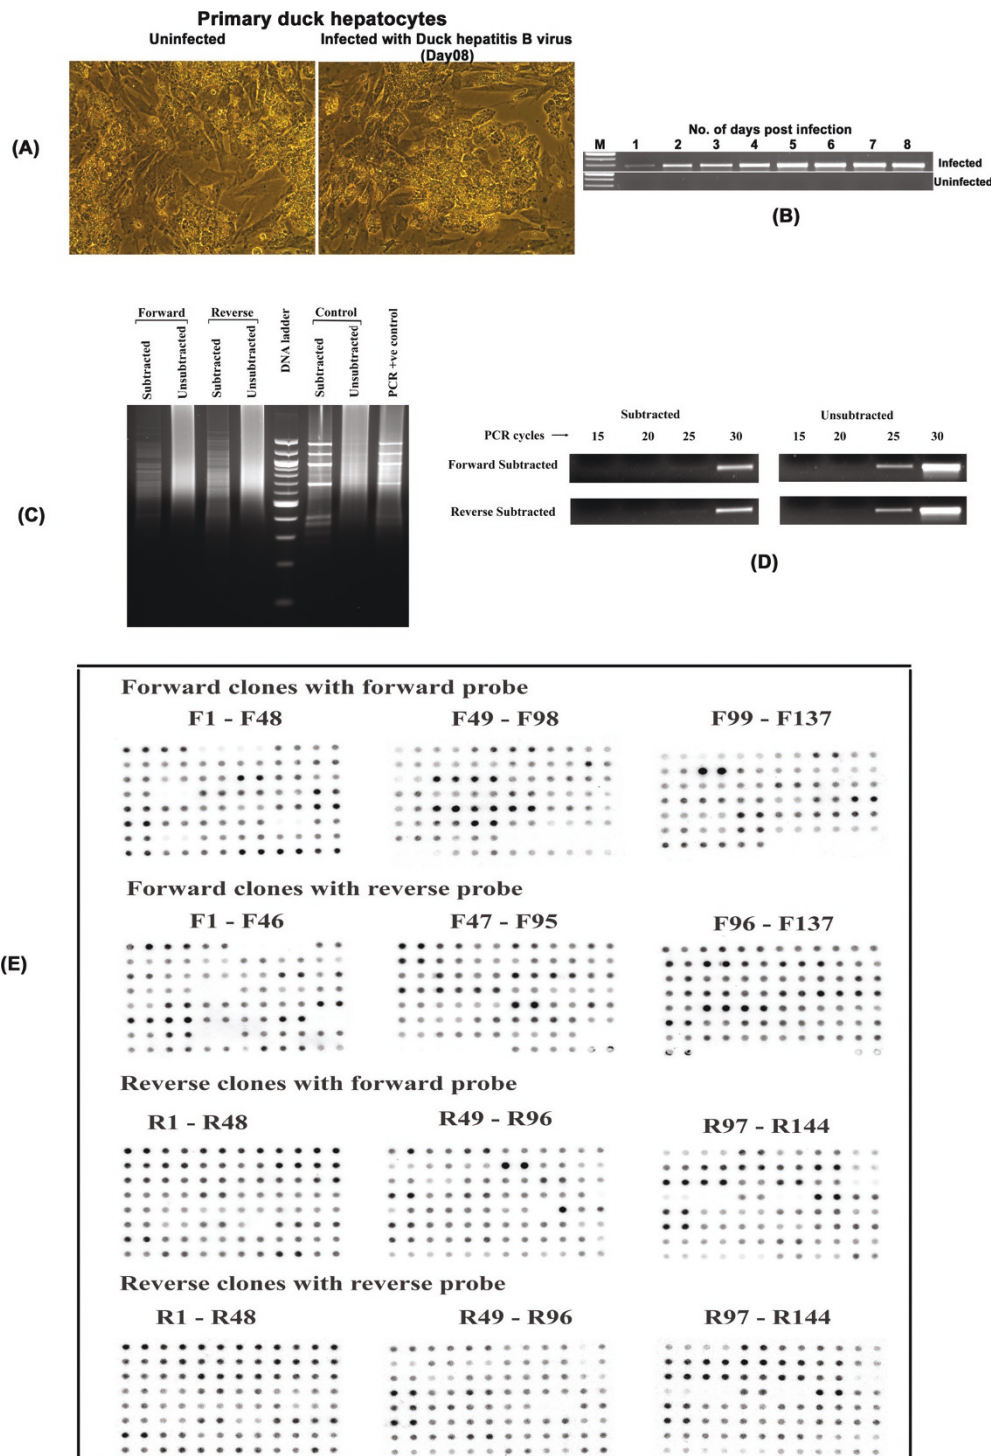 Primary duck hepatocytes
Uninfected
Infected with Duck hepatitis B virus
(Day08)
(A)
No. of days post infection
M 1 2 3 4 5 6 7 8
Infected
Uninfected
(B)
Forward Reverse Control
Subtracted
Unsubtracted
Subtracted
Unsubtracted
DNA ladder
Subtracted
Unsubtracted
PCR +ve control
(C)
Subtracted Unsubtracted
PCR cycles → 15 20 25 30 15 20 25 30
Forward Subtracted
Reverse Subtracted
(D)
(E)
Forward clones with forward probe
F1 - F48 F49 - F98 F99 - F137
Forward clones with reverse probe
F1 - F46 F47 - F95 F96 - F137
Reverse clones with forward probe
R1 - R48 R49 - R96 R97 - R144
Reverse clones with reverse probe
R1 - R48 R49 - R96 R97 - R144